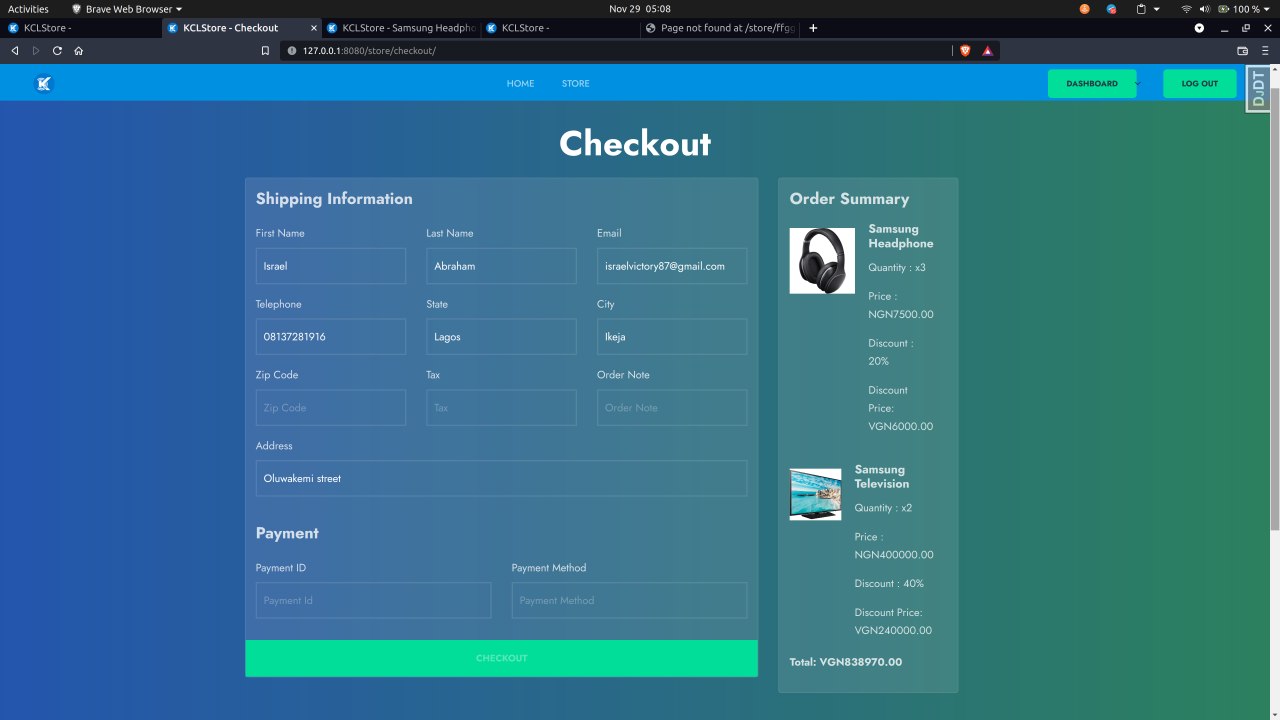 Activities
Brave Web Browser
Nov 29 05:08
100 %
KCLStore -
KCLStore - Checkout
KCLStore - Samsung Headpho
KCLStore -
Page not found at /store/ffgg
127.0.0.1:8080/store/checkout/
K
HOME
STORE
DASHBOARD
LOG OUT
DJDT
Checkout
Shipping Information
First Name
Last Name
Email
Israel
Abraham
israelvictory87@gmail.com
Telephone
State
City
08137281916
Lagos
Ikeja
Zip Code
Tax
Order Note
Zip Code
Tax
Order Note
Address
Oluwakemi street
Payment
Payment ID
Payment Method
Payment Id
Payment Method
CHECKOUT
Order Summary
Samsung
Headphone
Quantity : x3
Price :
NGN7500.00
Discount :
20%
Discount
Price:
VGN6000.00
Samsung
Television
Quantity : x2
Price :
NGN400000.00
Discount : 40%
Discount Price:
VGN240000.00
Total: VGN838970.00